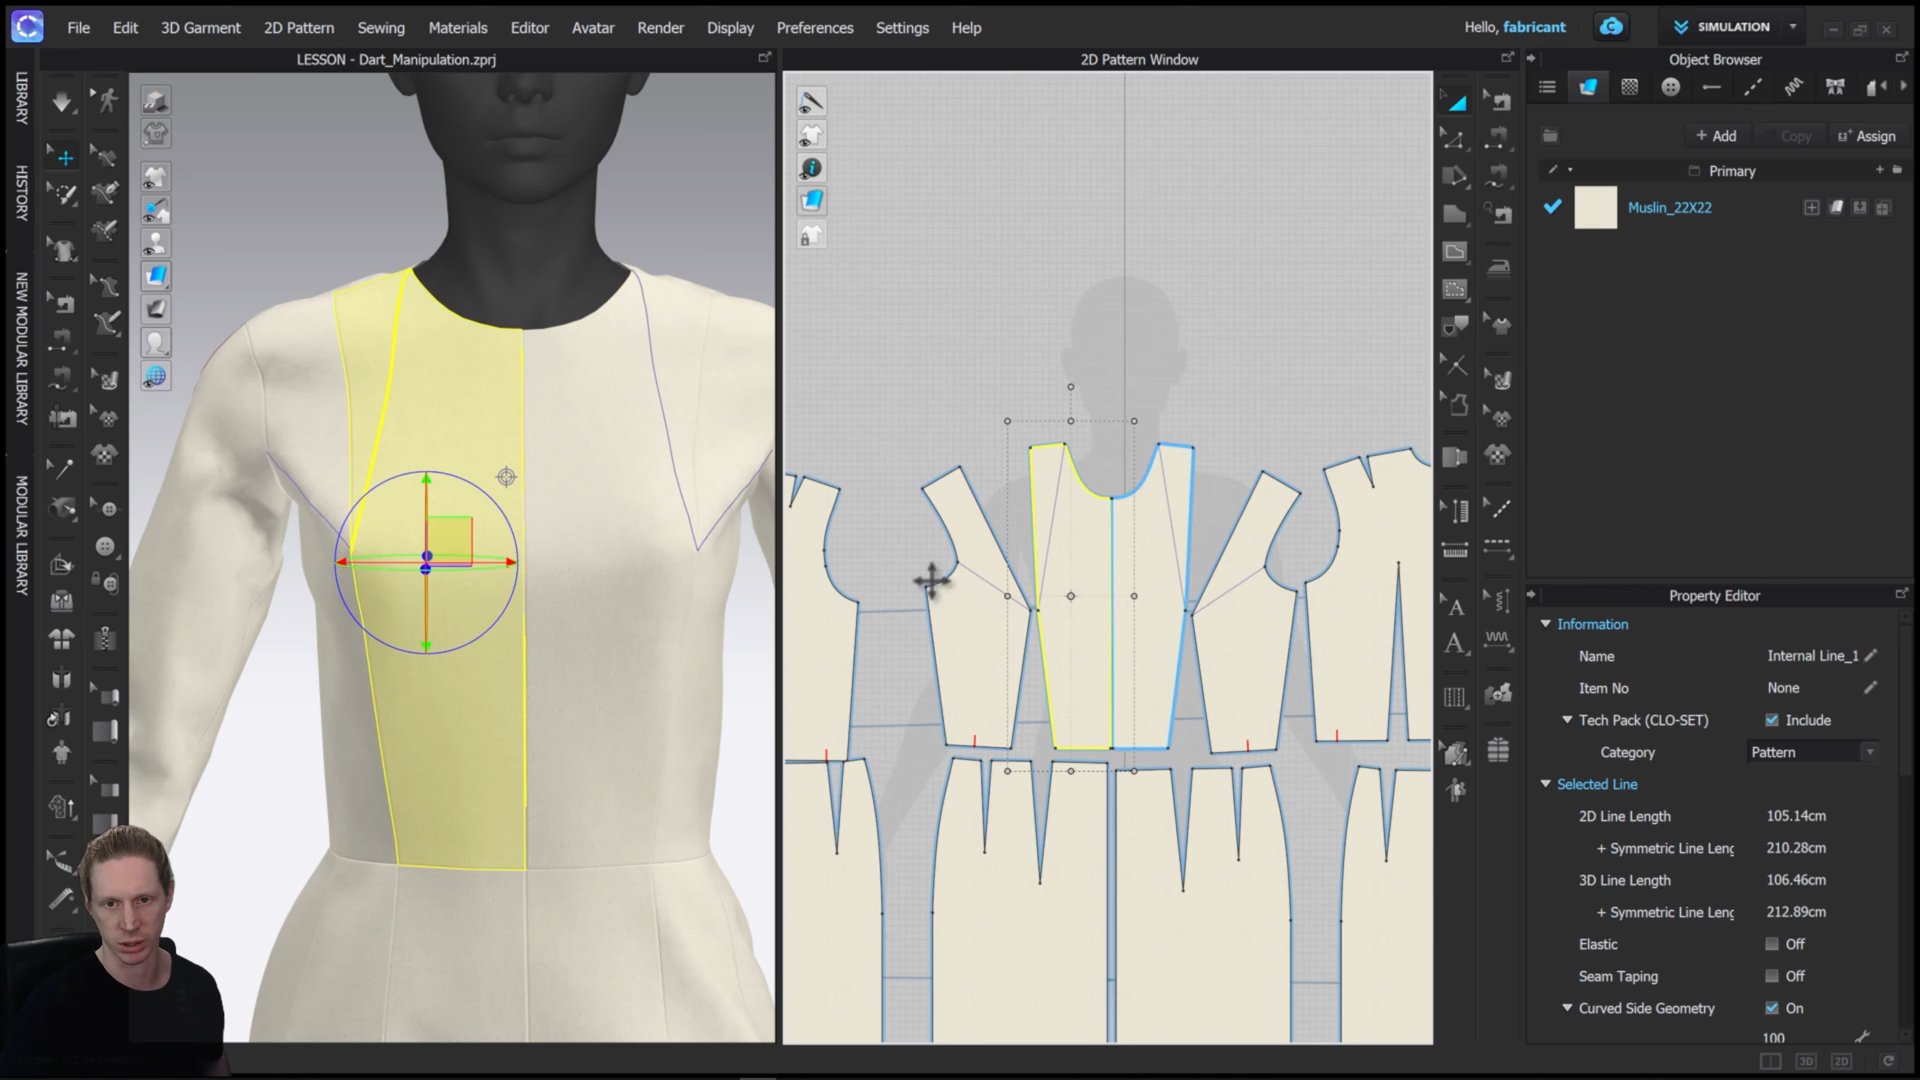 File Edit 3D Garment 2D Pattern Sewing Materials Editor Avatar Render Display Preferences Settings Help
Hello, fabricant
SIMULATION
LESSON - Dart_Manipulation.zprj
2D Pattern Window
Object Browser
LIBRARY
HISTORY
NEW MODULAR LIBRARY
MODULAR LIBRARY
+ Add Copy Assign
Primary
Muslin_22X22
Property Editor
Information
Name Internal Line_1
Item No None
Tech Pack (CLO-SET) Include
Category Pattern
Selected Line
2D Line Length 105.14cm
+ Symmetric Line Leng 210.28cm
3D Line Length 106.46cm
+ Symmetric Line Leng 212.89cm
Elastic Off
Seam Taping Off
Curved Side Geometry On
100
3D 2D